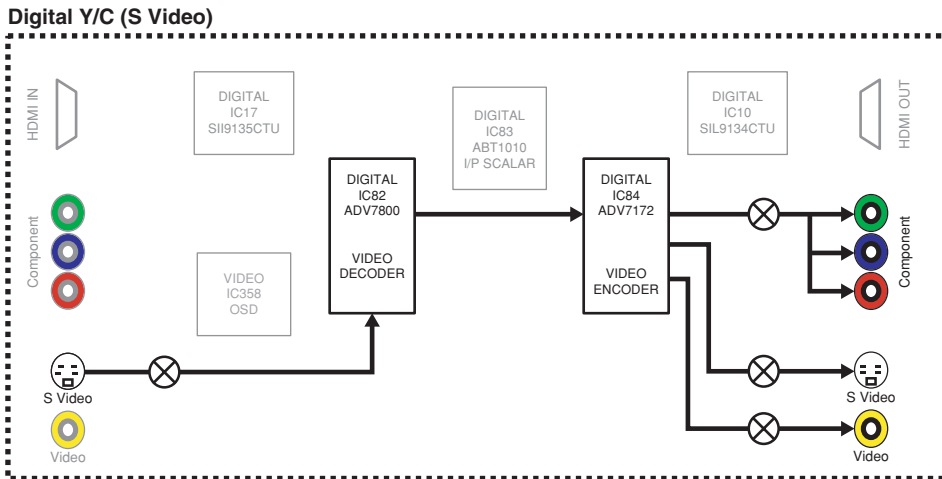 Digital Y/C (S Video)
HDMI IN
DIGITAL
IC17
SII9135CTU
DIGITAL
IC83
ABT1010
I/P SCALAR
DIGITAL
IC10
SIL9134CTU
HDMI OUT
Component
DIGITAL
IC82
ADV7800
VIDEO
DECODER
DIGITAL
IC84
ADV7172
VIDEO
ENCODER
Component
VIDEO
IC358
OSD
S Video
S Video
Video
Video